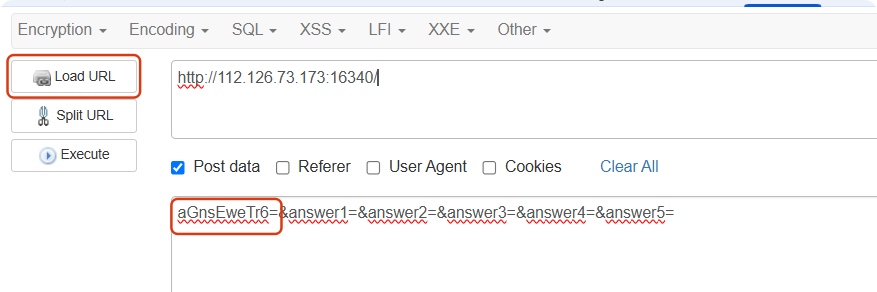 Encryption Encoding SQL XSS LFI XXE Other
Load URL
http://112.126.73.173:16340/
Split URL
Execute
Post data Referer User Agent Cookies Clear All
aGnsEweTr6=&answer1=&answer2=&answer3=&answer4=&answer5=